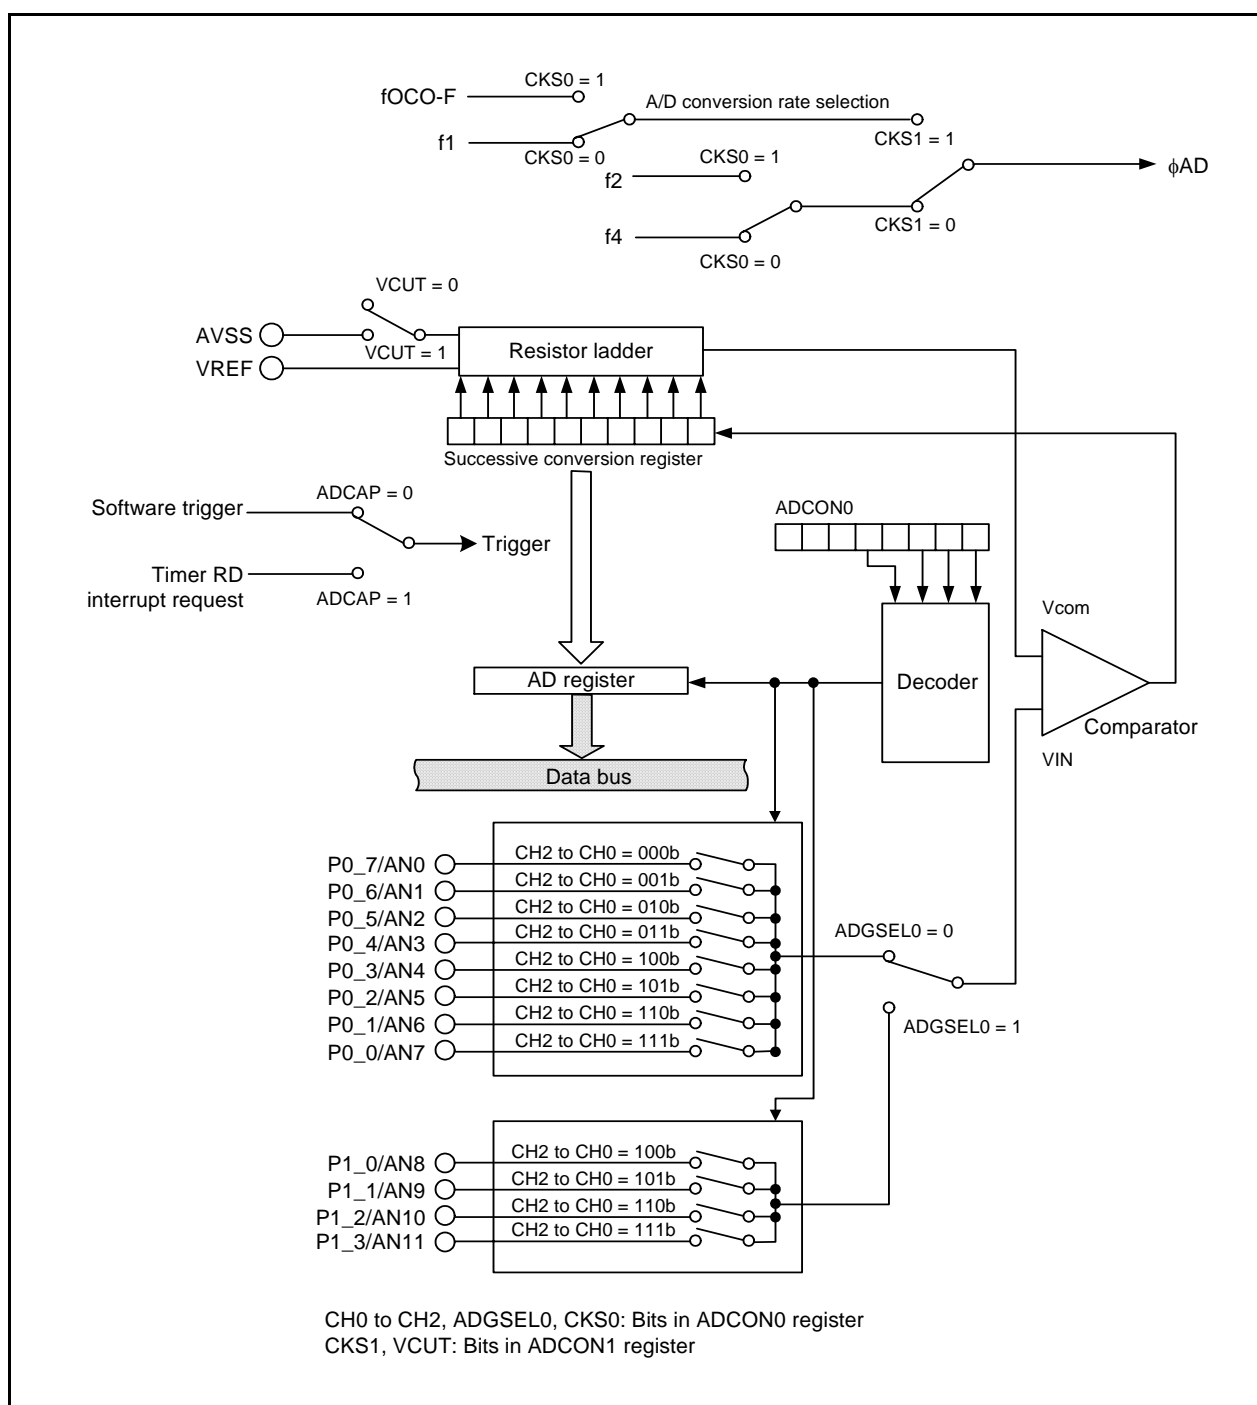 CKS0 = 1
fOCO-F
A/D conversion rate selection
f1
CKS0 = 0
CKS1 = 1
CKS0 = 1
f2
ϕAD
f4
CKS1 = 0
CKS0 = 0
VCUT = 0
AVSS
VCUT = 1
Resistor ladder
VREF
Successive conversion register
ADCAP = 0
Software trigger
Trigger
Timer RD
interrupt request
ADCAP = 1
ADCON0
Vcom
Decoder
Comparator
VIN
AD register
Data bus
P0_7/AN0 CH2 to CH0 = 000b
P0_6/AN1 CH2 to CH0 = 001b
P0_5/AN2 CH2 to CH0 = 010b
P0_4/AN3 CH2 to CH0 = 011b
P0_3/AN4 CH2 to CH0 = 100b
P0_2/AN5 CH2 to CH0 = 101b
P0_1/AN6 CH2 to CH0 = 110b
P0_0/AN7 CH2 to CH0 = 111b
ADGSEL0 = 0
ADGSEL0 = 1
P1_0/AN8 CH2 to CH0 = 100b
P1_1/AN9 CH2 to CH0 = 101b
P1_2/AN10 CH2 to CH0 = 110b
P1_3/AN11 CH2 to CH0 = 111b
CH0 to CH2, ADGSEL0, CKS0: Bits in ADCON0 register
CKS1, VCUT: Bits in ADCON1 register